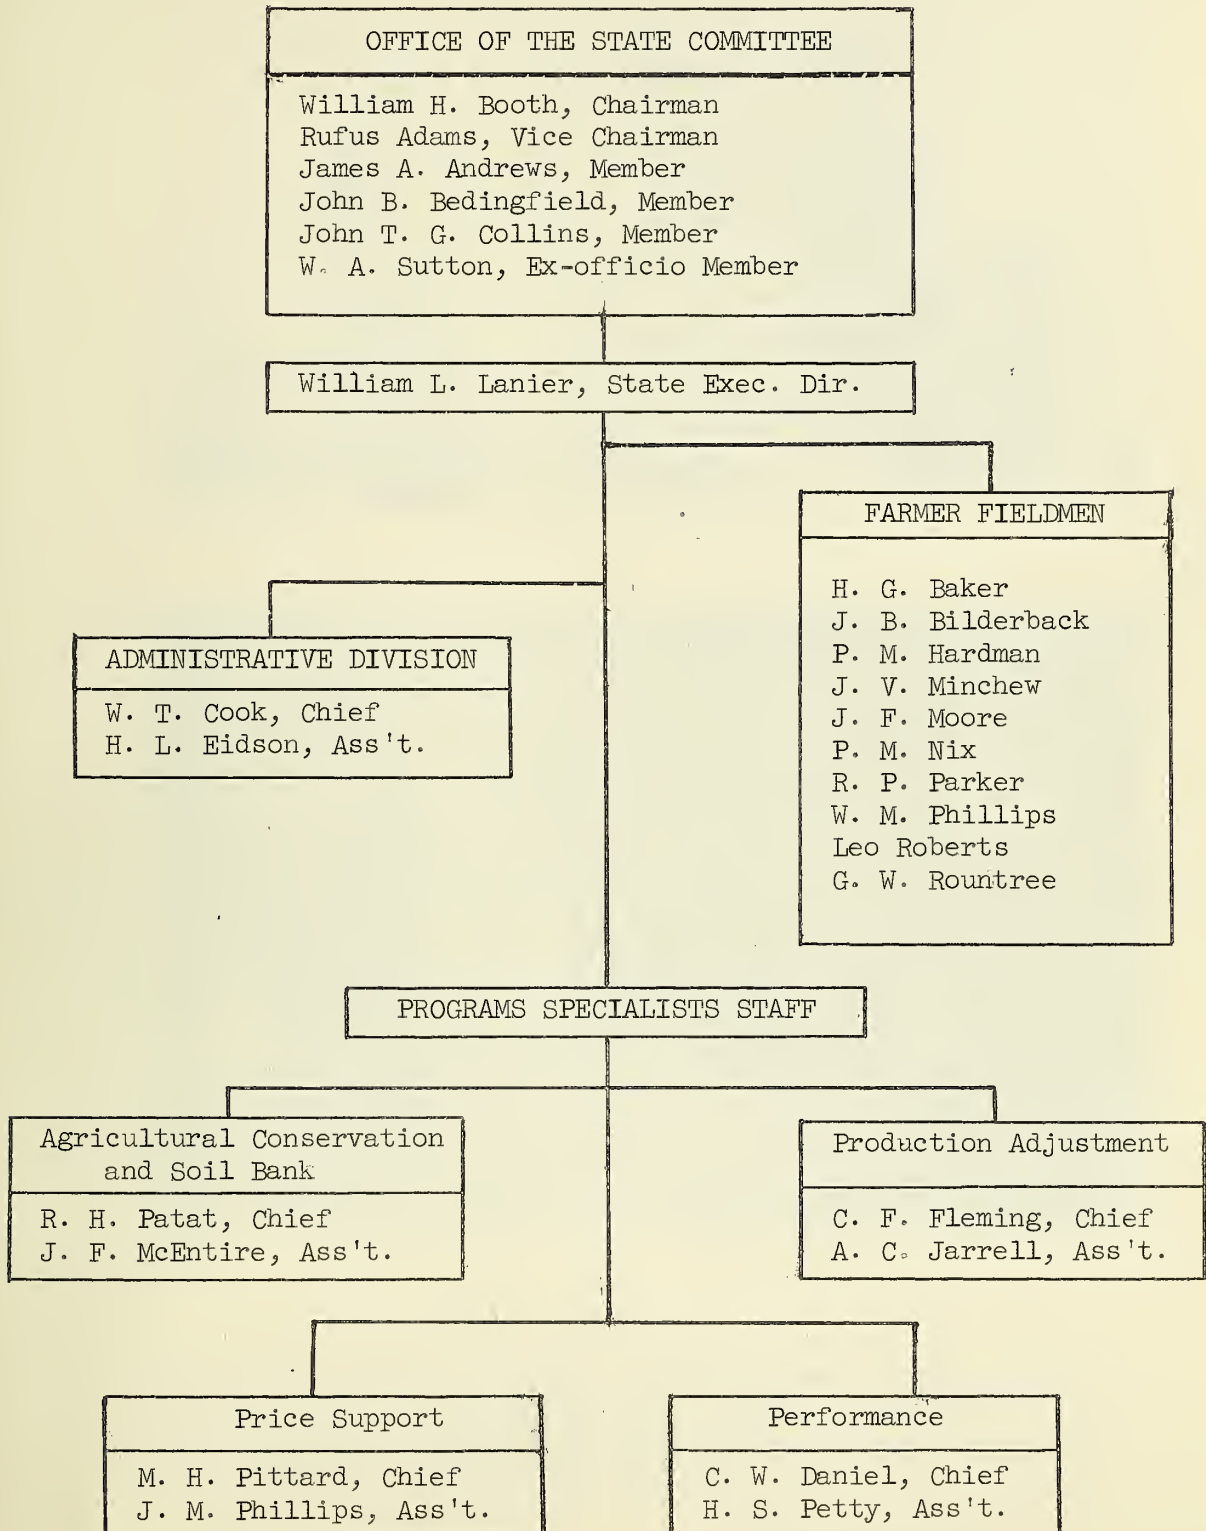 OFFICE OF THE STATE COMMITTEE
William H. Booth, Chairman
Rufus Adams, Vice Chairman
James A. Andrews, Member
John B. Bedingfield, Member
John T. G. Collins, Member
W. A. Sutton, Ex-officio Member
William L. Lanier, State Exec. Dir.
FARMER FIELDMEN
H. G. Baker
J. B. Bilderback
P. M. Hardman
J. V. Minchew
J. F. Moore
P. M. Nix
R. P. Parker
W. M. Phillips
Leo Roberts
G. W. Rountree
ADMINISTRATIVE DIVISION
W. T. Cook, Chief
H. L. Eidson, Ass't.
PROGRAMS SPECIALISTS STAFF
Agricultural Conservation
and Soil Bank
R. H. Patat, Chief
J. F. McEntire, Ass't.
Production Adjustment
C. F. Fleming, Chief
A. C. Jarrell, Ass't.
Price Support
M. H. Pittard, Chief
J. M. Phillips, Ass't.
Performance
C. W. Daniel, Chief
H. S. Petty, Ass't.